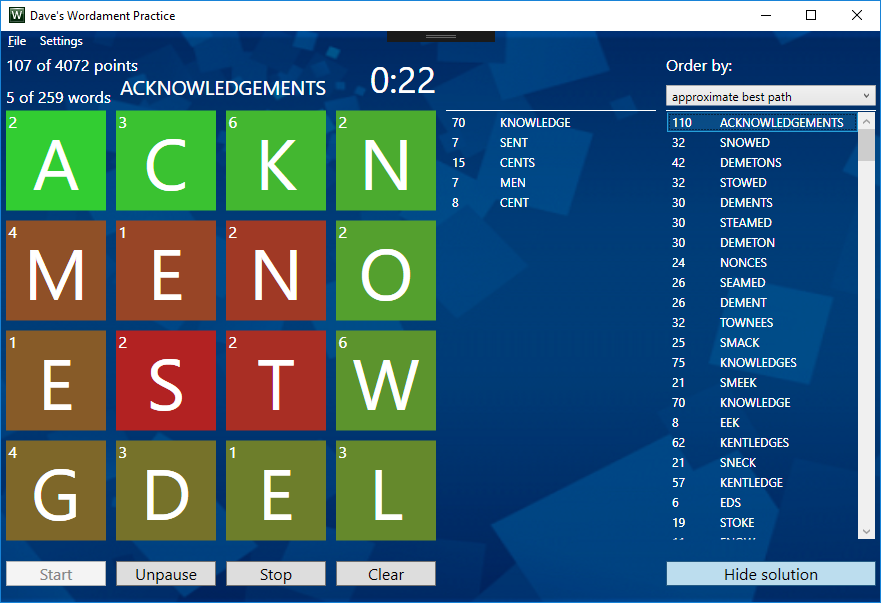 W Dave's Wordament Practice
File Settings
107 of 4072 points
5 of 259 words
ACKNOWLEDGEMENTS
0:22
2 A 3 C 6 K 2 N
4 M 1 E 2 N 2 O
1 E 2 S 2 T 6 W
4 G 3 D 1 E 3 L
70 KNOWLEDGE
7 SENT
15 CENTS
7 MEN
8 CENT
Order by:
approximate best path
110 ACKNOWLEDGEMENTS
32 SNOWED
42 DEMETONS
32 STOWED
30 DEMENTS
30 STEAMED
30 DEMETON
24 NONCES
26 SEAMED
26 DEMENT
32 TOWNEES
25 SMACK
75 KNOWLEDGES
21 SMEEK
70 KNOWLEDGE
8 EEK
62 KENTLEDGES
21 SNECK
57 KENTLEDGE
6 EDS
19 STOKE
Start Unpause Stop Clear
Hide solution